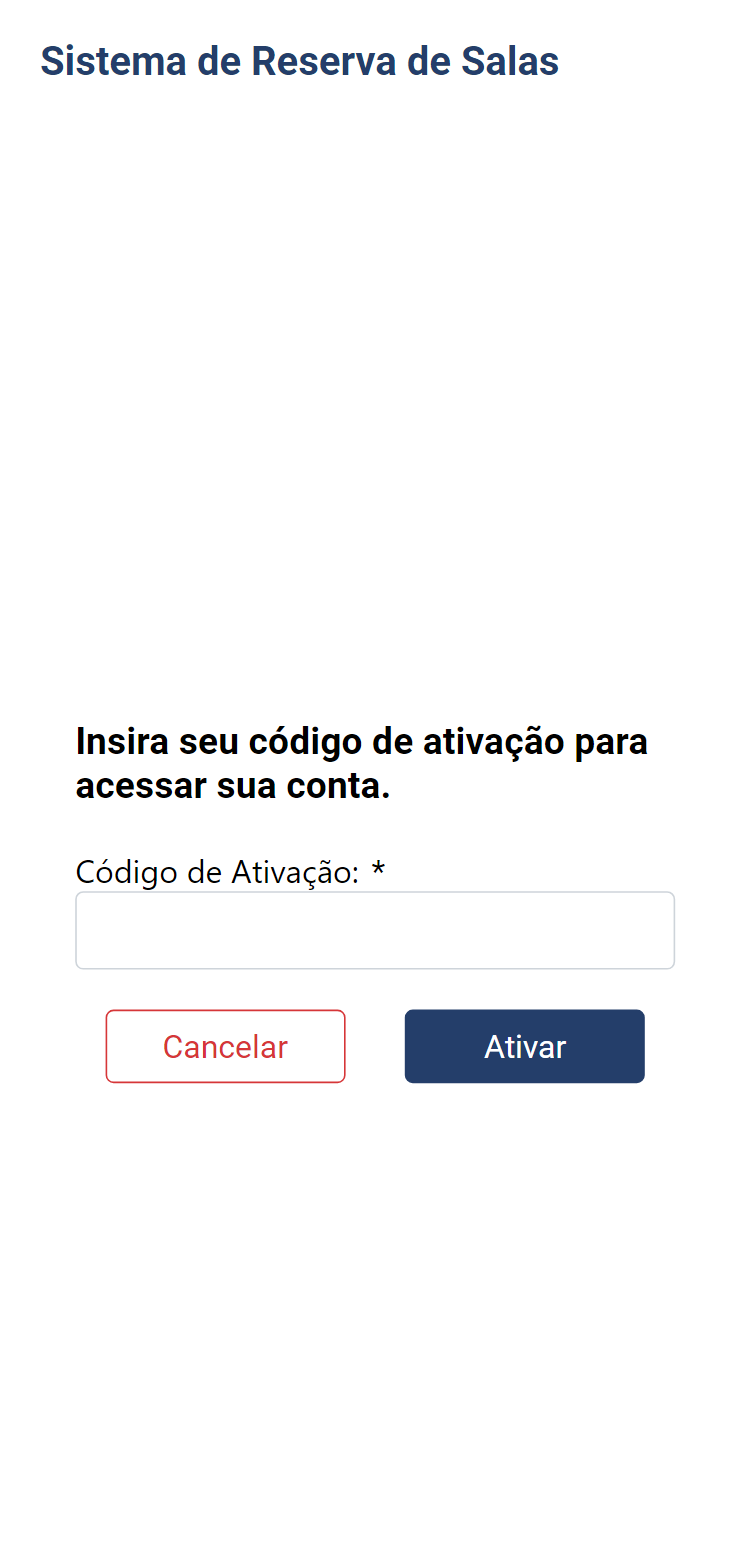 Sistema de Reserva de Salas
Insira seu código de ativação para
acessar sua conta.
Código de Ativação: *
Cancelar
Ativar